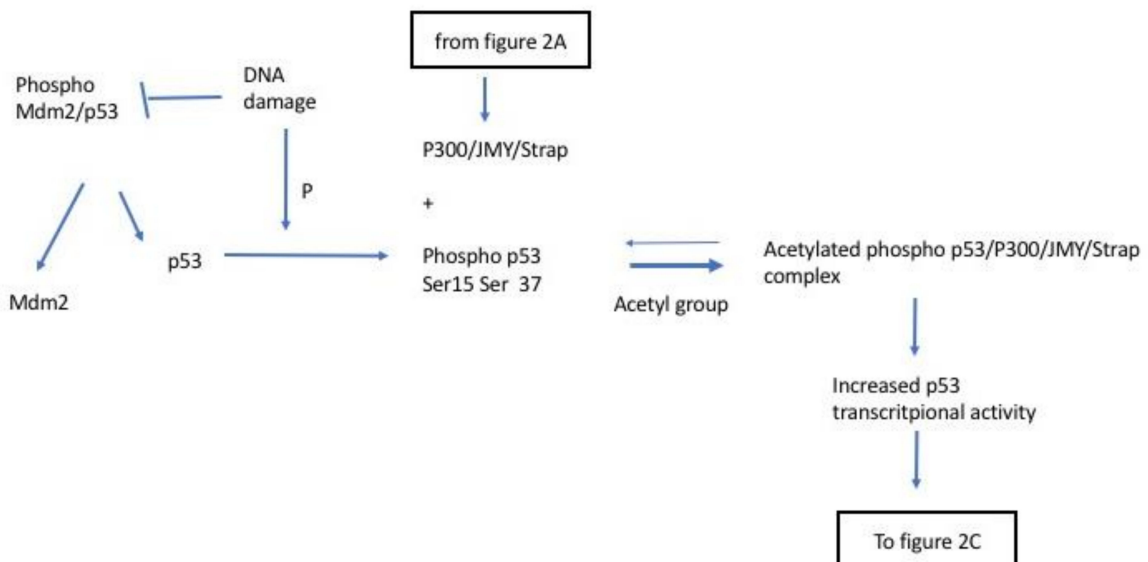 from figure 2A
Phospho
Mdm2/p53
DNA
damage
P300/JMY/Strap
P
+
p53
Phospho p53
Ser15 Ser 37
Acetylated phospho p53/P300/JMY/Strap
complex
Mdm2
Acetyl group
Increased p53
transcritpional activity
To figure 2C